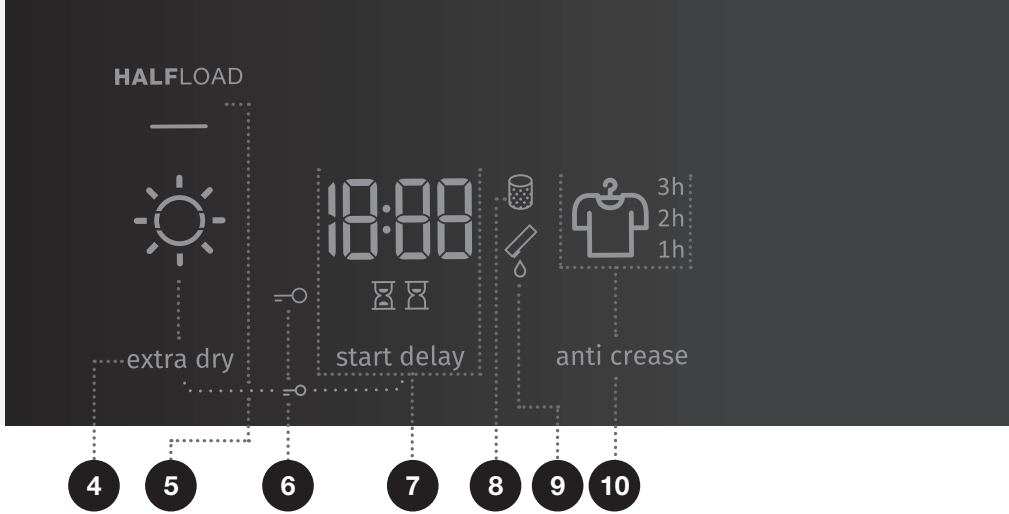 HALFLOAD
18:88
3h
2h
1h
extra dry
start delay
anti crease
4 5 6 7 8 9 10